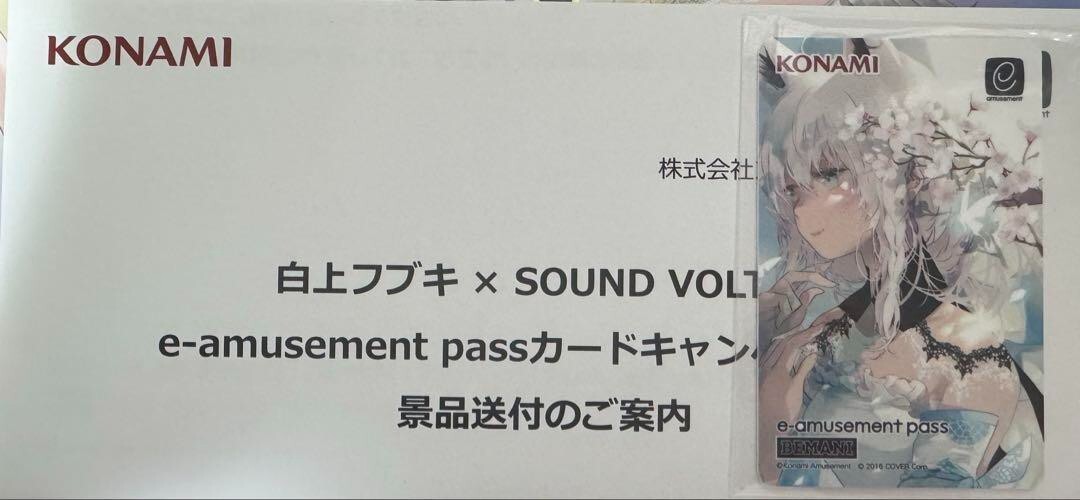 KONAMI
株式会社
白上フブキ × SOUND VOLT
e-amusement passカードキャン
景品送付のご案内
KONAMI
e
amusement
e-amusement pass
BEMANI
©Konami Amusement © 2016 COVER Corp.